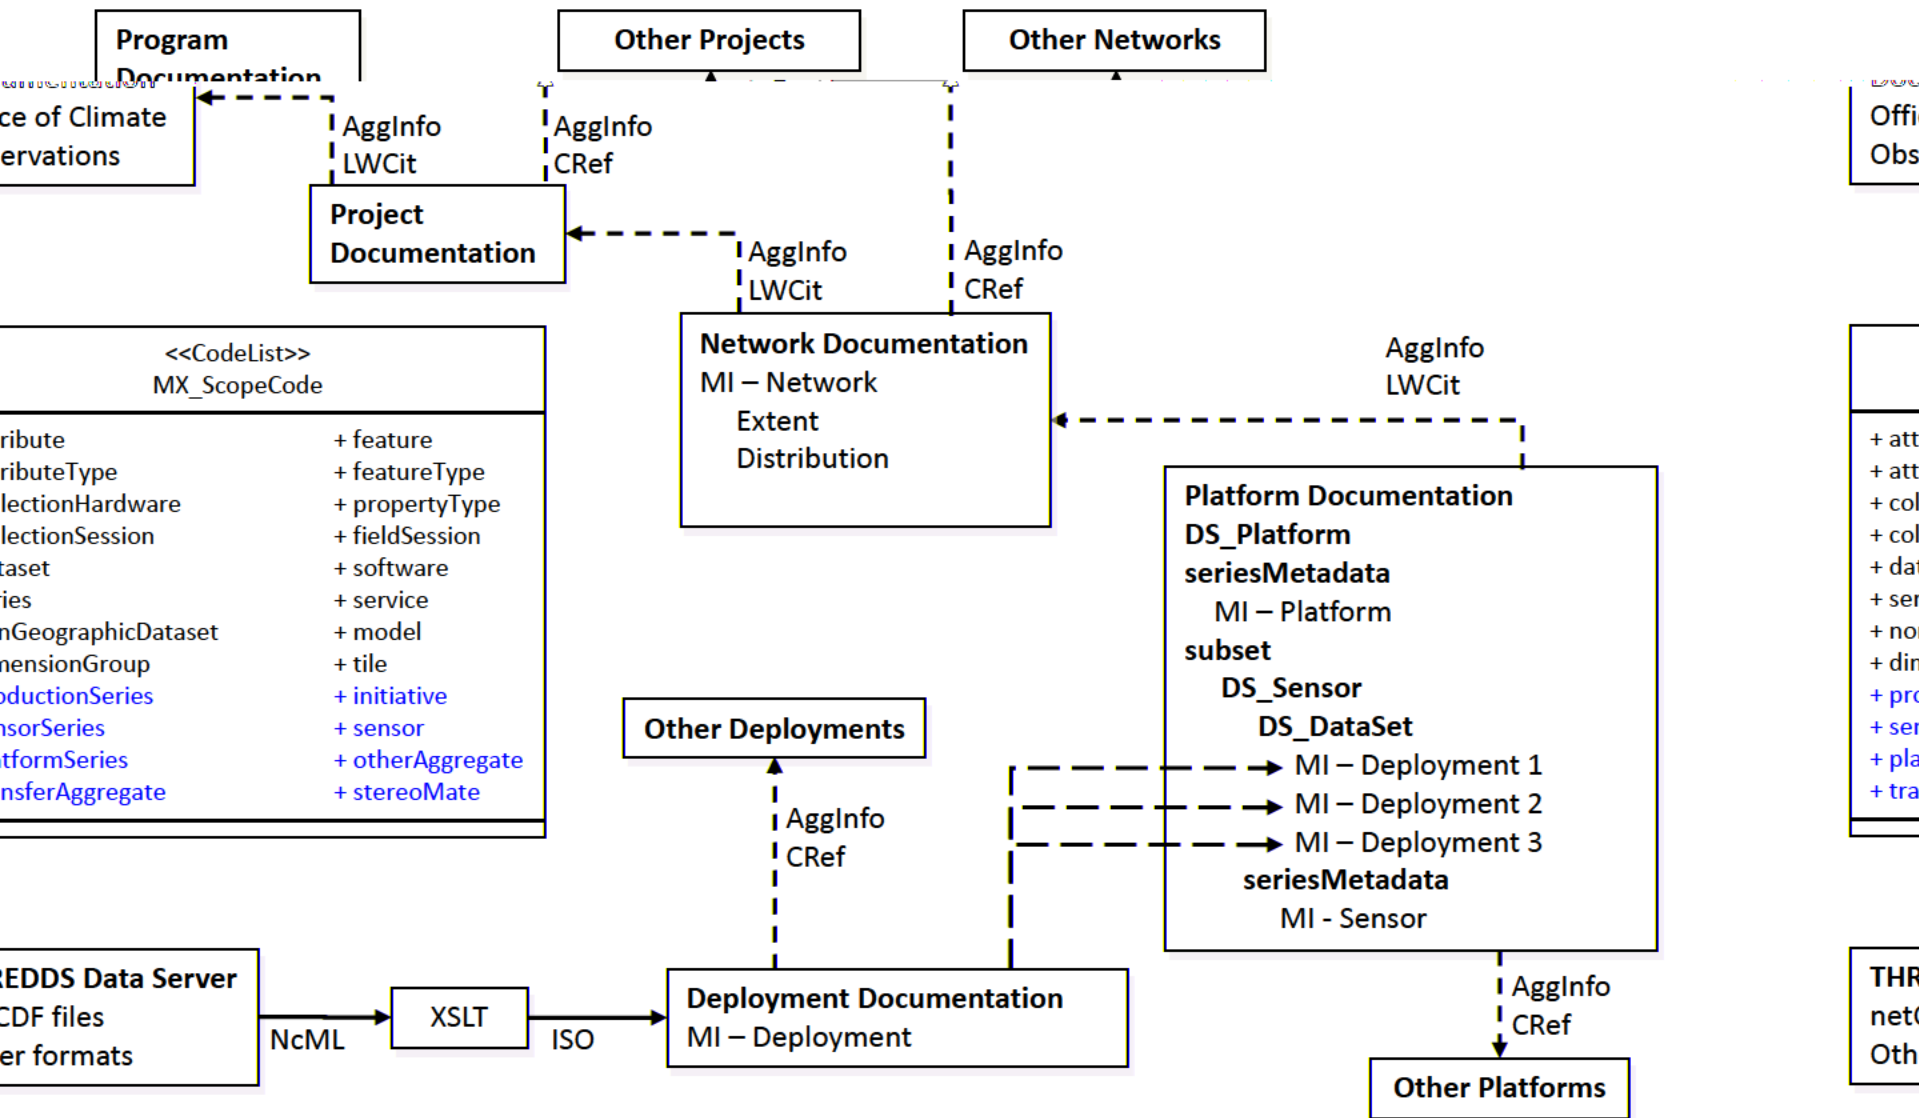 Program
Documentation
Other Projects
Other Networks
ce of Climate
ervations
AggInfo
LWCit
AggInfo
CRef
Offi
Obs
Project
Documentation
AggInfo
LWCit
AggInfo
CRef
Network Documentation
MI – Network
Extent
Distribution
AggInfo
LWCit
<<CodeList>>
MX_ScopeCode
ribute
+ feature
ributeType
+ featureType
lectionHardware
+ propertyType
lectionSession
+ fieldSession
taset
+ software
ries
+ service
nGeographicDataset
+ model
mensionGroup
+ tile
oductionSeries
+ initiative
nsorSeries
+ sensor
atformSeries
+ otherAggregate
nsferAggregate
+ stereoMate
Platform Documentation
DS_Platform
seriesMetadata
MI – Platform
subset
DS_Sensor
DS_DataSet
MI – Deployment 1
MI – Deployment 2
MI – Deployment 3
seriesMetadata
MI - Sensor
+ att
+ att
+ col
+ col
+ dat
+ ser
+ nor
+ dim
+ pro
+ ser
+ pla
+ tra
Other Deployments
AggInfo
CRef
REDDS Data Server
CDF files
er formats
NcML
XSLT
ISO
Deployment Documentation
MI – Deployment
AggInfo
CRef
Other Platforms
THR
net
Oth